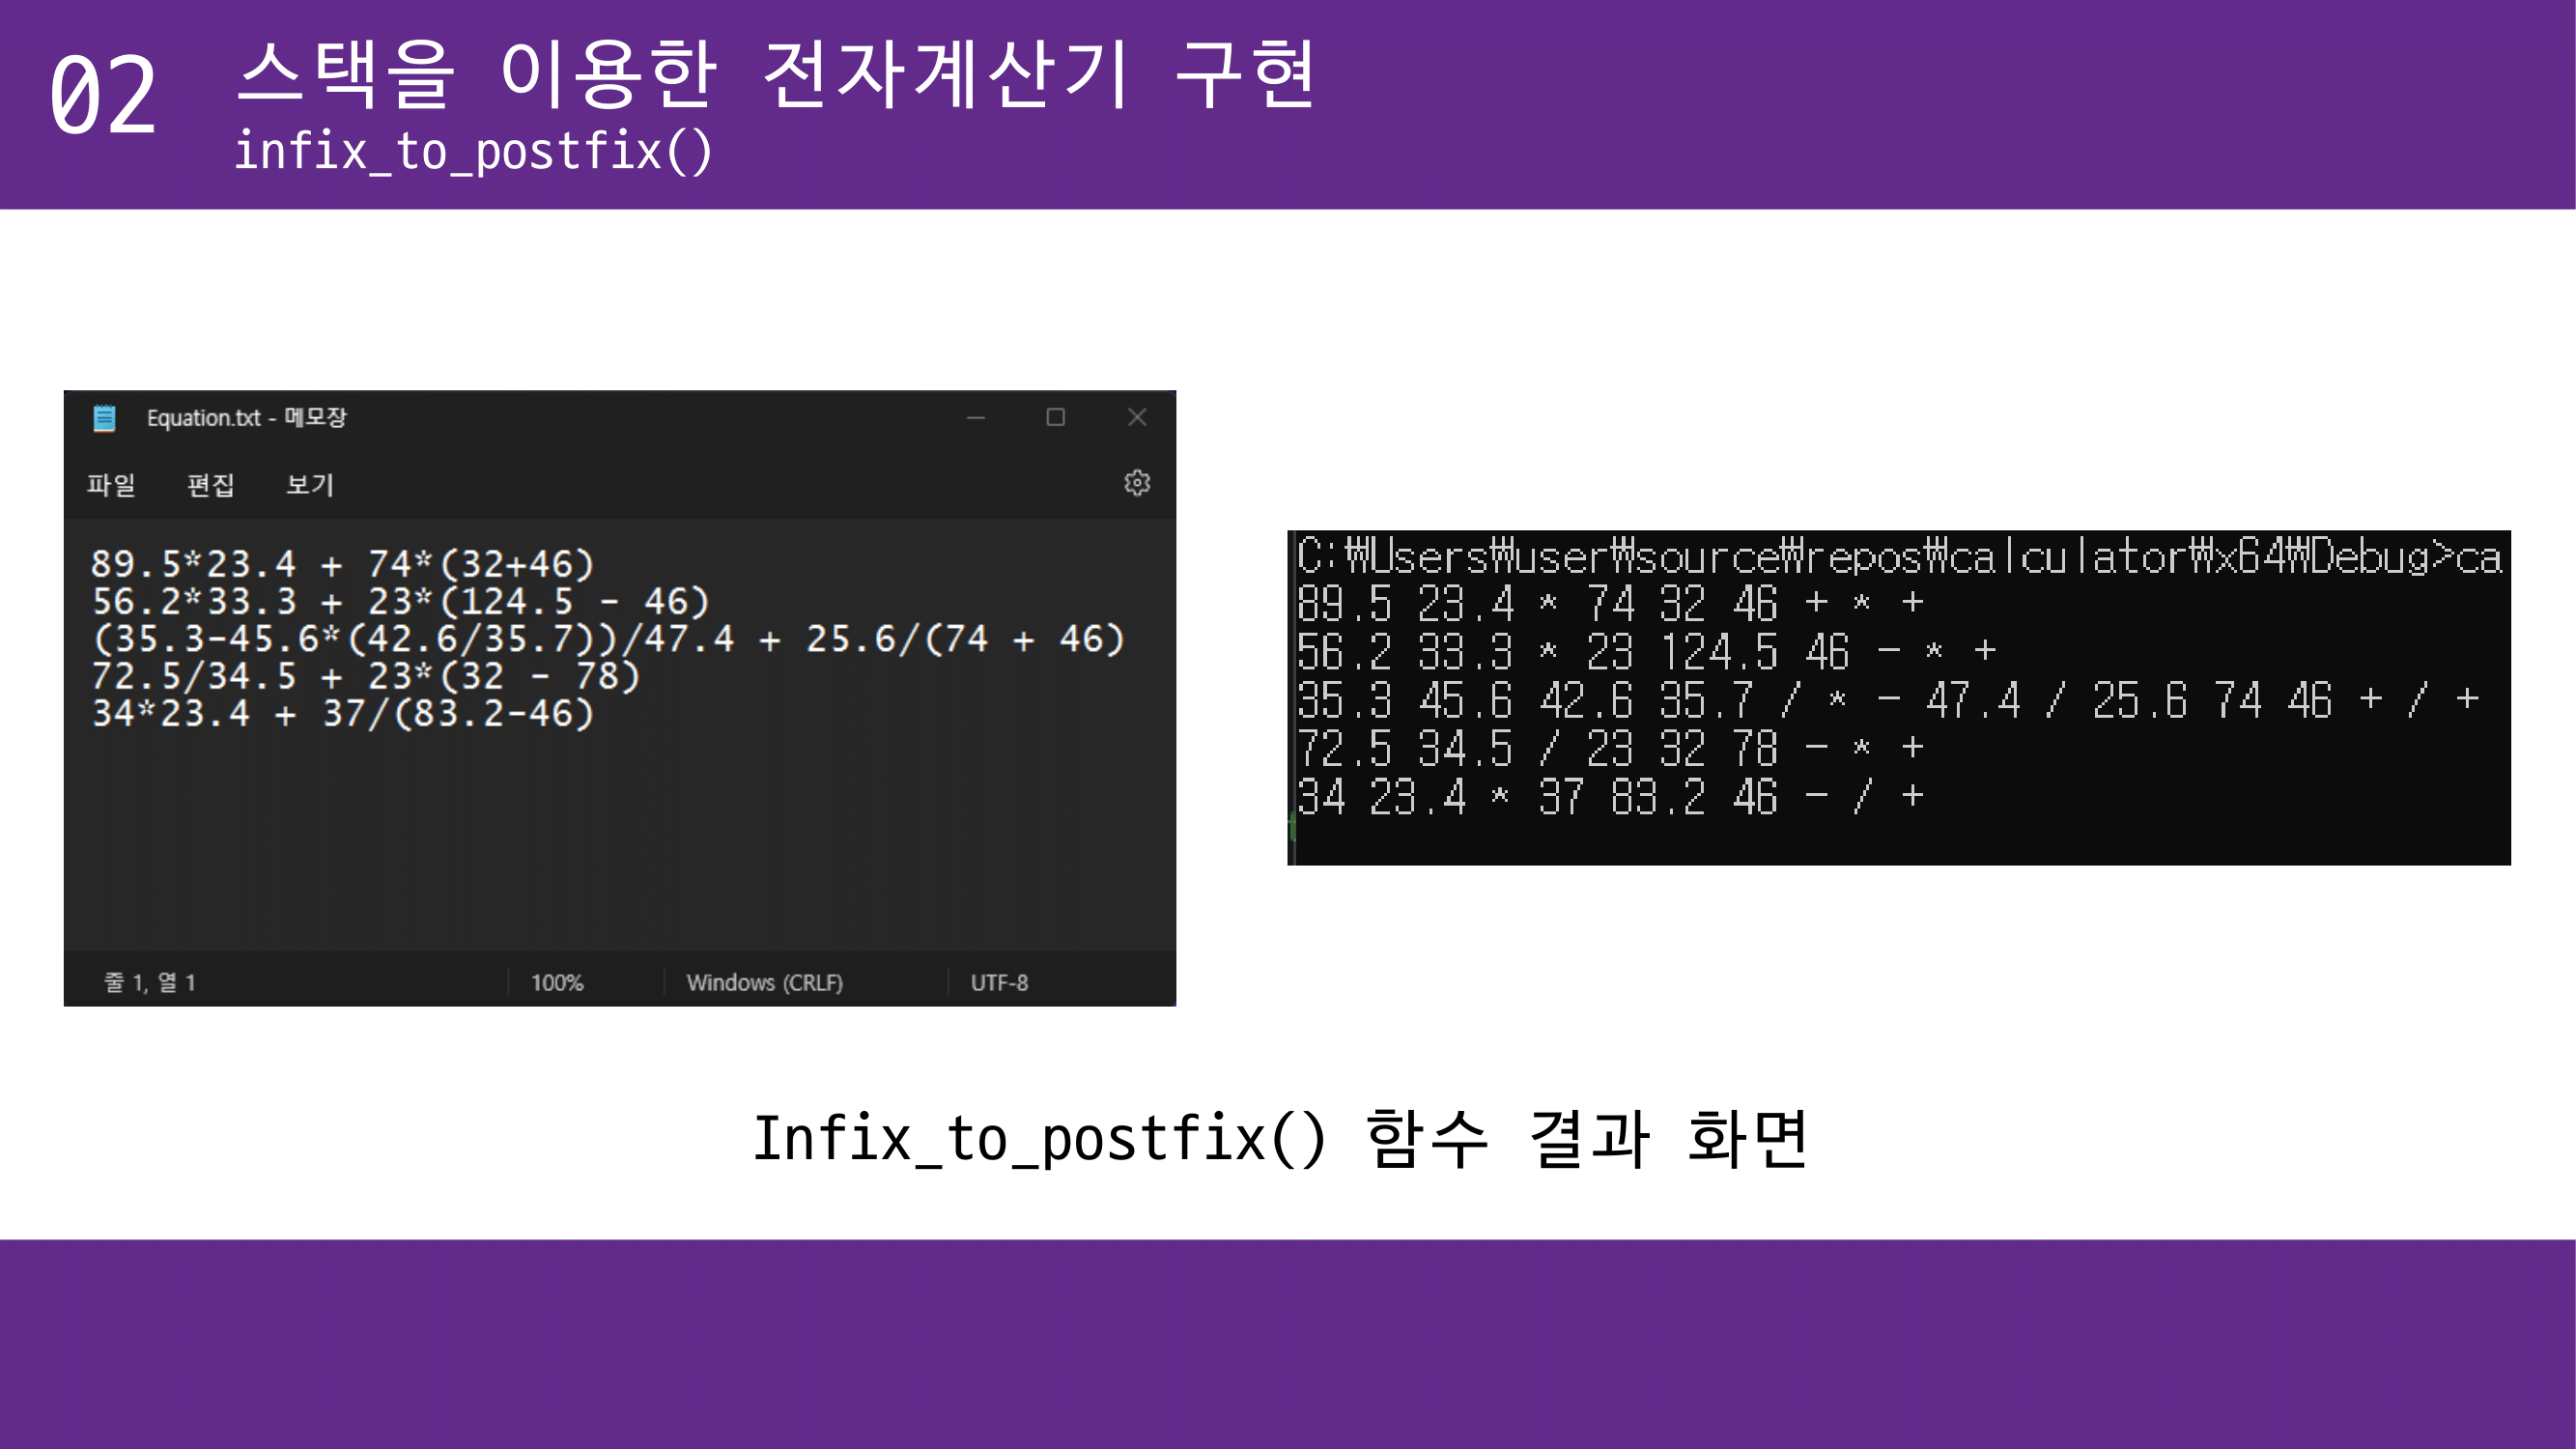 02
스택을 이용한 전자계산기 구현
infix_to_postfix()
Equation.txt - 메모장
파일 편집 보기
89.5*23.4 + 74*(32+46)
56.2*33.3 + 23*(124.5 - 46)
(35.3-45.6*(42.6/35.7))/47.4 + 25.6/(74 + 46)
72.5/34.5 + 23*(32 - 78)
34*23.4 + 37/(83.2-46)
줄 1, 열 1 100% Windows (CRLF) UTF-8
C:₩Users₩user₩source₩repos₩calculator₩x64₩Debug>ca
89.5 23.4 * 74 32 46 + * +
56.2 33.3 * 23 124.5 46 - * +
35.3 45.6 42.6 35.7 / * - 47.4 / 25.6 74 46 + / +
72.5 34.5 / 23 32 78 - * +
34 23.4 * 37 83.2 46 - / +
Infix_to_postfix() 함수 결과 화면